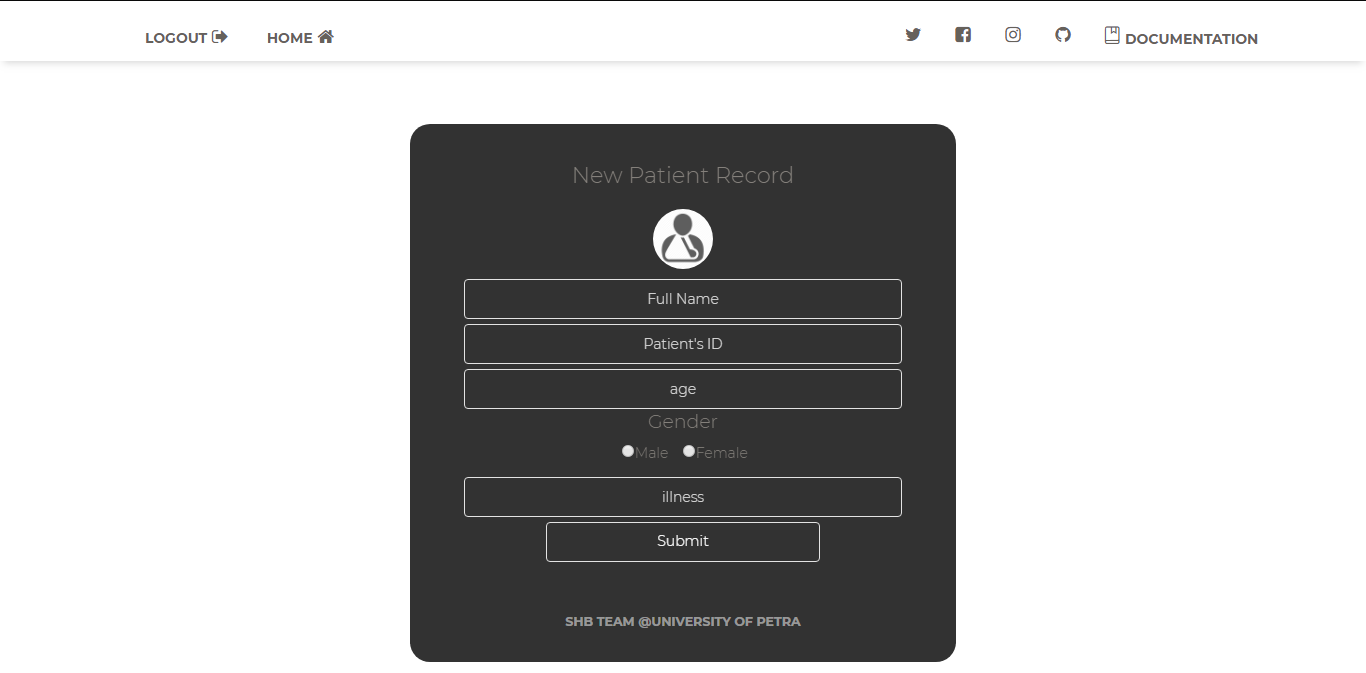 LOGOUT HOME DOCUMENTATION
New Patient Record
Full Name
Patient's ID
age
Gender
Male Female
illness
Submit
SHB TEAM @UNIVERSITY OF PETRA